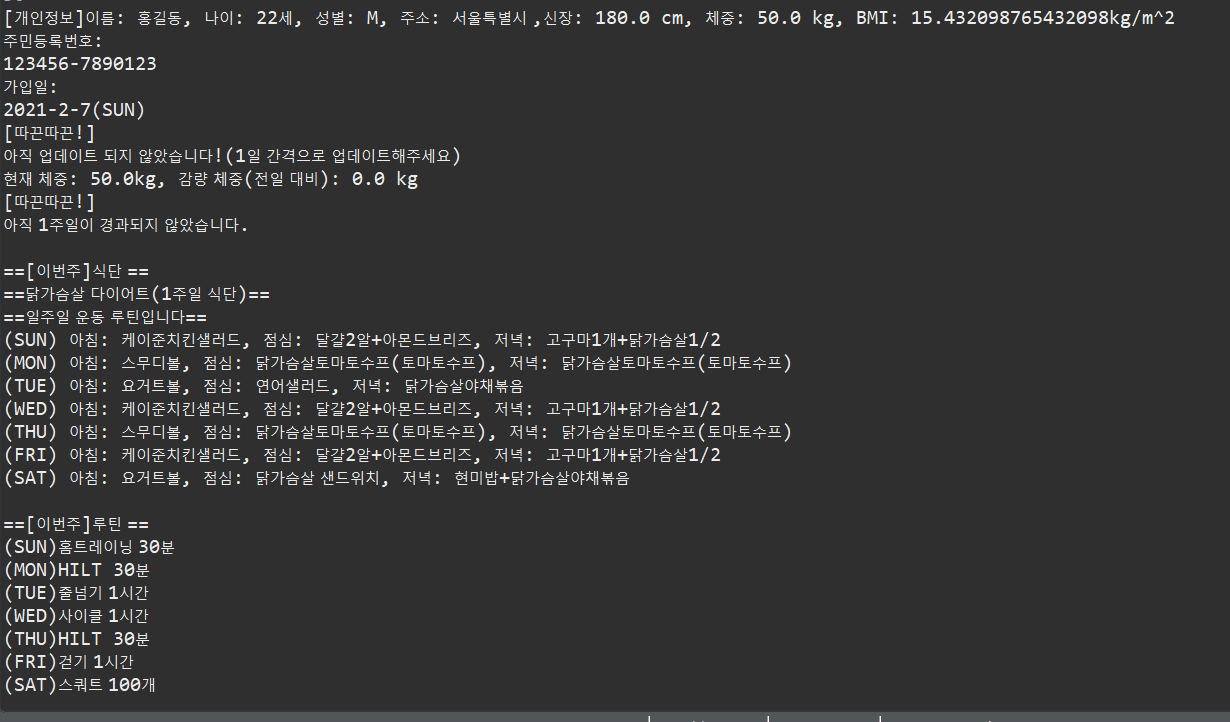 [개인정보]이름: 홍길동, 나이: 22세, 성별: M, 주소: 서울특별시 ,신장: 180.0 cm, 체중: 50.0 kg, BMI: 15.432098765432098kg/m^2
주민등록번호:
123456-7890123
가입일:
2021-2-7(SUN)
[따끈따끈!]
아직 업데이트 되지 않았습니다!(1일 간격으로 업데이트해주세요)
현재 체중: 50.0kg, 감량 체중(전일 대비): 0.0 kg
[따끈따끈!]
아직 1주일이 경과되지 않았습니다.

==[이번주]식단 ==
==닭가슴살 다이어트(1주일 식단)==
==일주일 운동 루틴입니다==
(SUN) 아침: 케이준치킨샐러드, 점심: 달걀2알+아몬드브리즈, 저녁: 고구마1개+닭가슴살1/2
(MON) 아침: 스무디볼, 점심: 닭가슴살토마토수프(토마토수프), 저녁: 닭가슴살토마토수프(토마토수프)
(TUE) 아침: 요거트볼, 점심: 연어샐러드, 저녁: 닭가슴살야채볶음
(WED) 아침: 케이준치킨샐러드, 점심: 달걀2알+아몬드브리즈, 저녁: 고구마1개+닭가슴살1/2
(THU) 아침: 스무디볼, 점심: 닭가슴살토마토수프(토마토수프), 저녁: 닭가슴살토마토수프(토마토수프)
(FRI) 아침: 케이준치킨샐러드, 점심: 달걀2알+아몬드브리즈, 저녁: 고구마1개+닭가슴살1/2
(SAT) 아침: 요거트볼, 점심: 닭가슴살 샌드위치, 저녁: 현미밥+닭가슴살야채볶음

==[이번주]루틴 ==
(SUN)홈트레이닝 30분
(MON)HILT 30분
(TUE)줄넘기 1시간
(WED)사이클 1시간
(THU)HILT 30분
(FRI)걷기 1시간
(SAT)스쿼트 100개